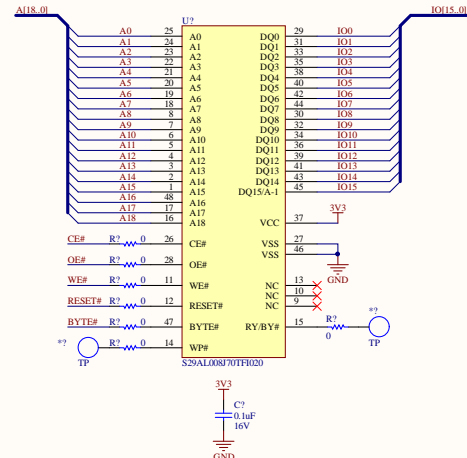 A[18..0] IO[15..0]
U?
A0 25 A0 DQ0 29 IO0
A1 24 A1 DQ1 31 IO1
A2 23 A2 DQ2 33 IO2
A3 22 A3 DQ3 35 IO3
A4 21 A4 DQ4 38 IO4
A5 20 A5 DQ5 40 IO5
A6 19 A6 DQ6 42 IO6
A7 18 A7 DQ7 44 IO7
A8 8 A8 DQ8 30 IO8
A9 7 A9 DQ9 32 IO9
A10 6 A10 DQ10 34 IO10
A11 5 A11 DQ11 36 IO11
A12 4 A12 DQ12 39 IO12
A13 3 A13 DQ13 41 IO13
A14 2 A14 DQ14 43 IO14
A15 1 A15 DQ15/A-1 45 IO15
A16 48 A16
A17 17 A17 3V3
A18 16 A18 VCC 37
CE# R? 0 26 CE# VSS 27
VSS 46
OE# R? 0 28 OE#
GND
WE# R? 0 11 WE# NC 13
NC 10
RESET# R? 0 12 RESET# NC 9
BYTE# R? 0 47 BYTE# RY/BY# 15 R? 0 *? TP
*? TP R? 0 14 WP#
S29AL008J70TFI020
3V3
C?
0.1uF
16V
GND